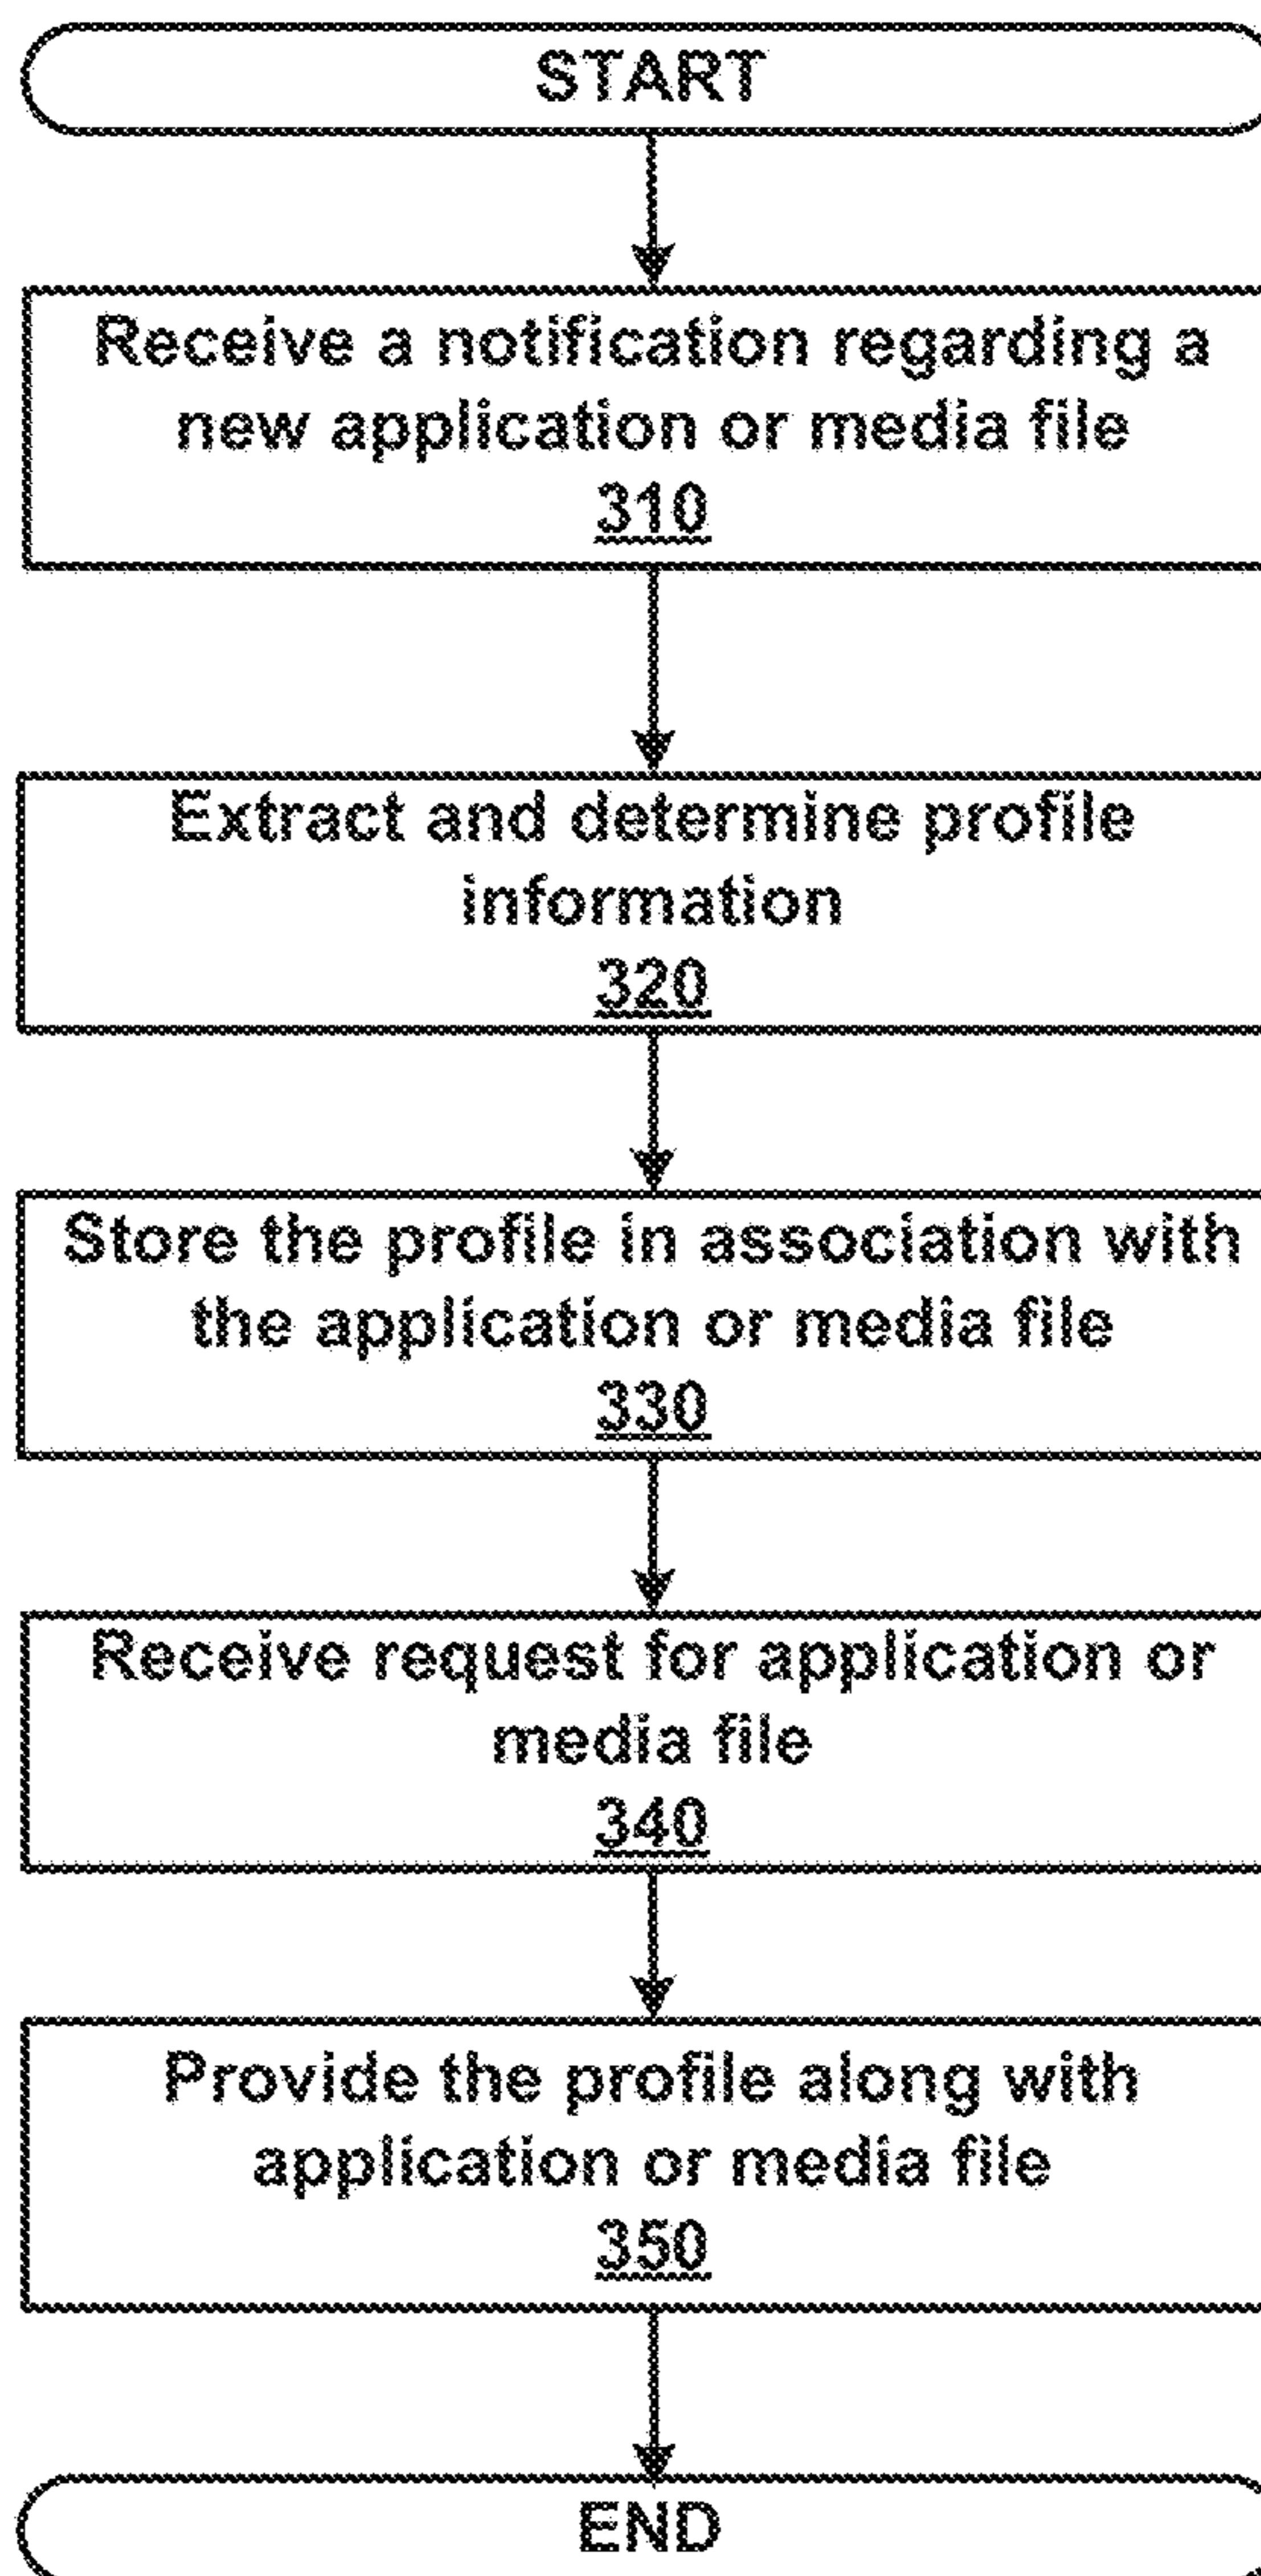 START
Receive a notification regarding a
new application or media file
310
Extract and determine profile
information
320
Store the profile in association with
the application or media file
330
Receive request for application or
media file
340
Provide the profile along with
application or media file
350
END